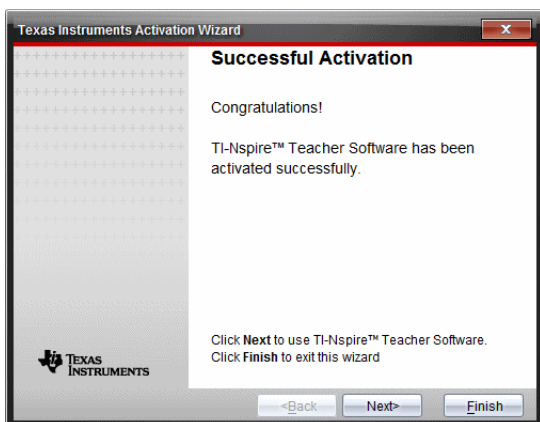 Texas Instruments Activation Wizard
x
Successful Activation
Congratulations!
TI-Nspire™ Teacher Software has been
activated successfully.
Click Next to use TI-Nspire™ Teacher Software.
Click Finish to exit this wizard
TEXAS
INSTRUMENTS
<Back
Next>
Finish